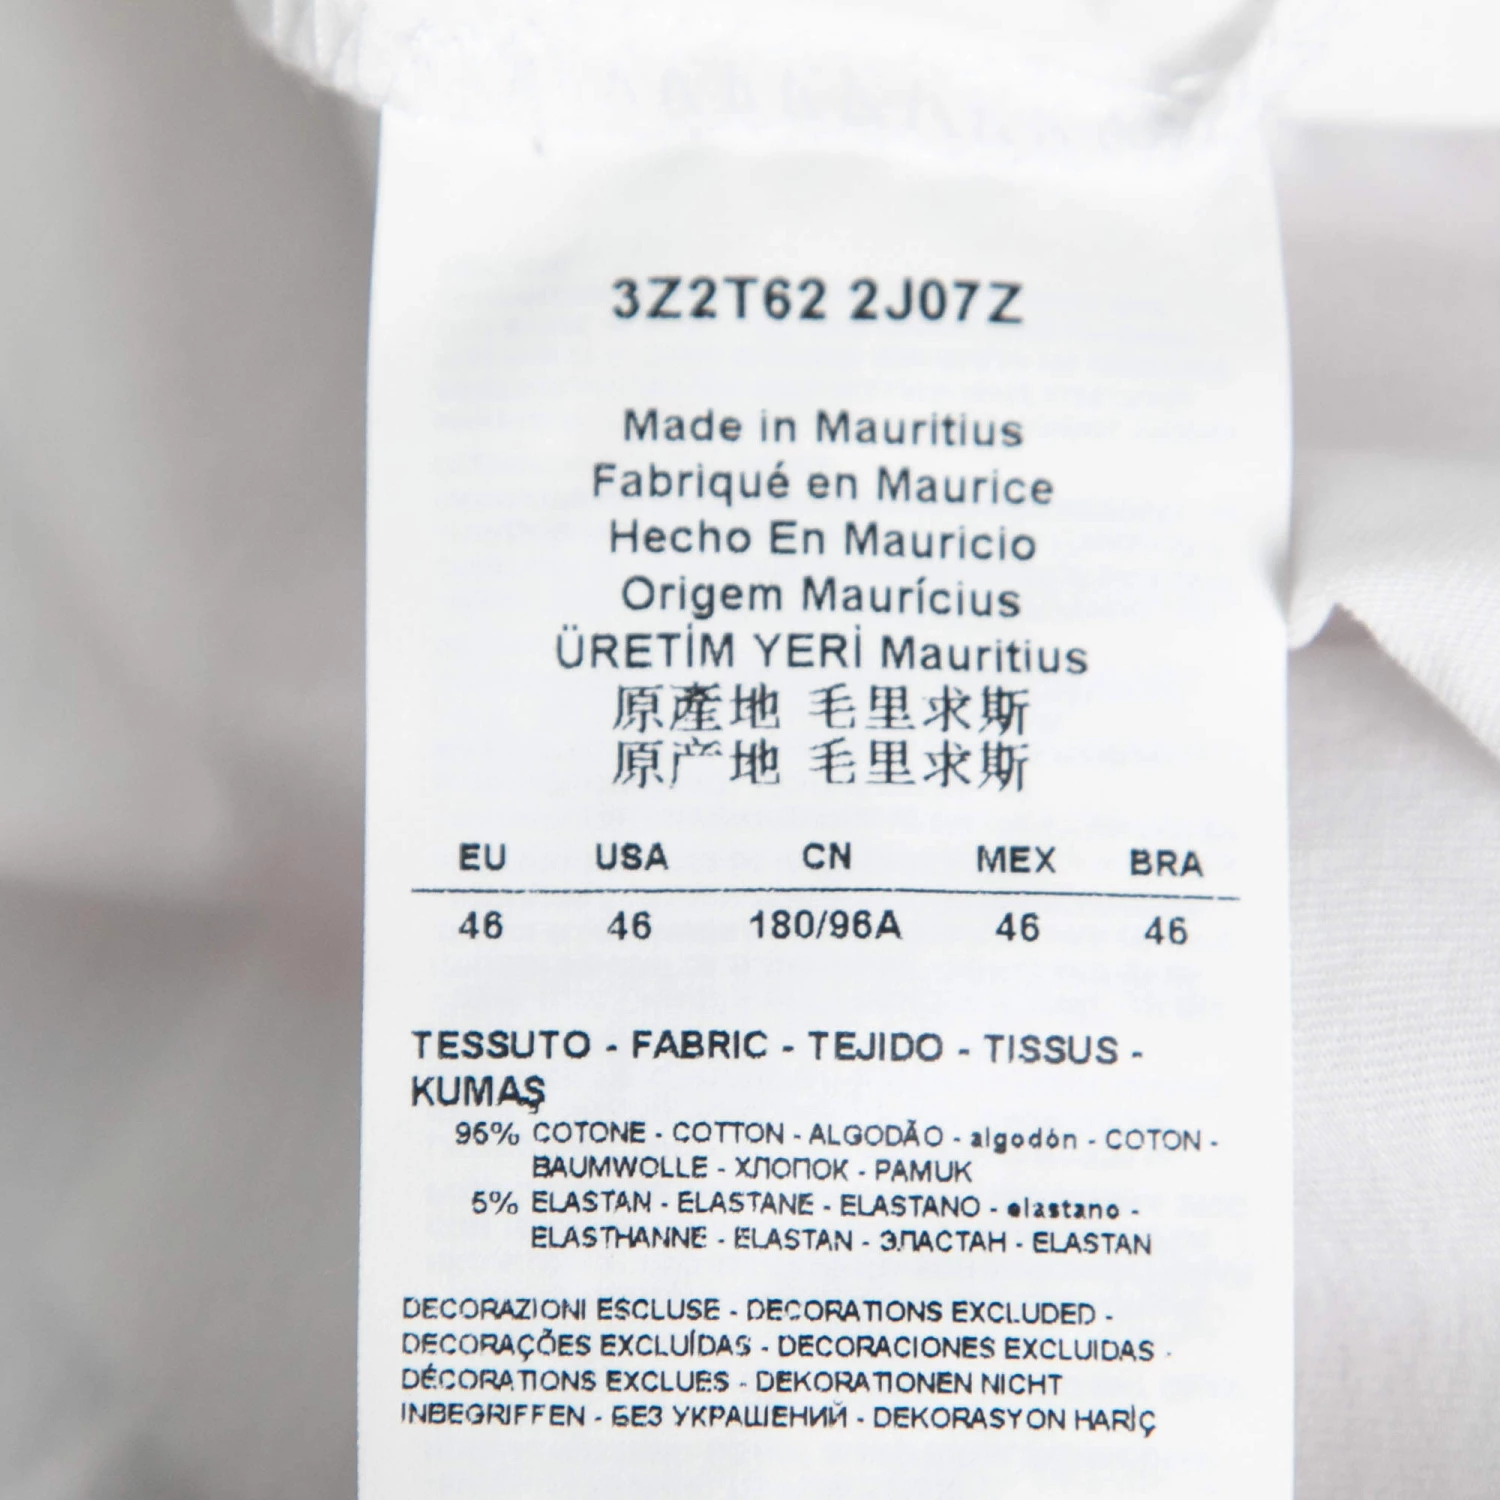 3Z2T62 2J07Z
Made in Mauritius
Fabriqué en Maurice
Hecho En Mauricio
Origem Maurícius
ÜRETİM YERİ Mauritius
原產地 毛里求斯
原产地 毛里求斯
EU USA CN MEX BRA
46 46 180/96A 46 46
TESSUTO - FABRIC - TEJIDO - TISSUS -
KUMAŞ
95% COTONE - COTTON - ALGODÃO - algodón - COTON -
BAUMWOLLE - ХЛОПОК - PAMUK
5% ELASTAN - ELASTANE - ELASTANO - elastano -
ELASTHANNE - ELASTAN - ЭЛАСТАН - ELASTAN
DECORAZIONI ESCLUSE - DECORATIONS EXCLUDED -
DECORAÇÕES EXCLUÍDAS - DECORACIONES EXCLUIDAS -
DÉCORATIONS EXCLUES - DEKORATIONEN NICHT
INBEGRIFFEN - БЕЗ УКРАШЕНИЙ - DEKORASYON HARİÇ